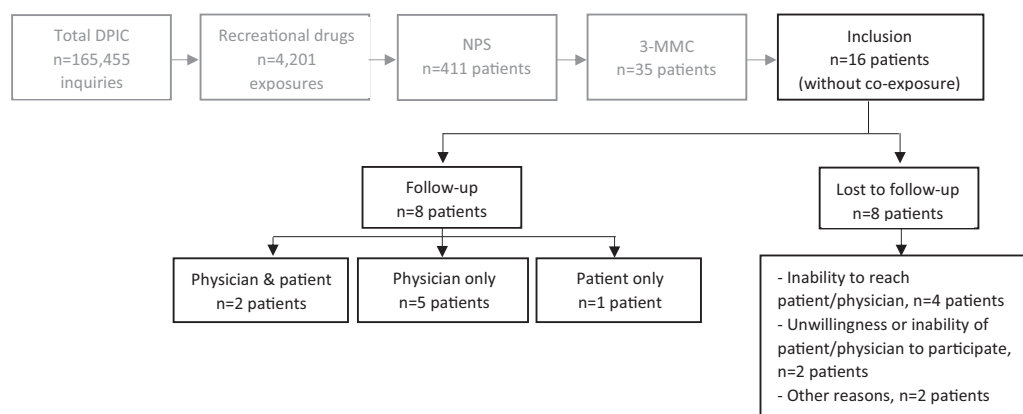 Total DPIC
n=165,455
inquiries
Recreational drugs
n=4,201
exposures
NPS
n=411 patients
3-MMC
n=35 patients
Inclusion
n=16 patients
(without co-exposure)
Follow-up
n=8 patients
Lost to follow-up
n=8 patients
Physician & patient
n=2 patients
Physician only
n=5 patients
Patient only
n=1 patient
- Inability to reach
patient/physician, n=4 patients
- Unwillingness or inability of
patient/physician to participate,
n=2 patients
- Other reasons, n=2 patients